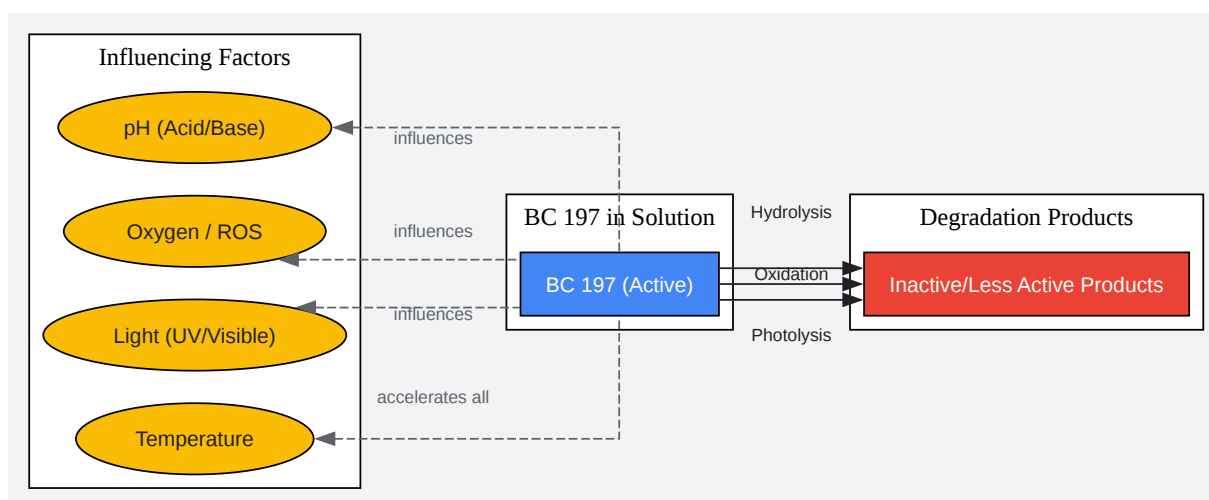 Influencing Factors
pH (Acid/Base)
influences
Oxygen / ROS
influences
Light (UV/Visible)
influences
accelerates all
Temperature
BC 197 in Solution
BC 197 (Active)
Hydrolysis
Oxidation
Photolysis
Degradation Products
Inactive/Less Active Products